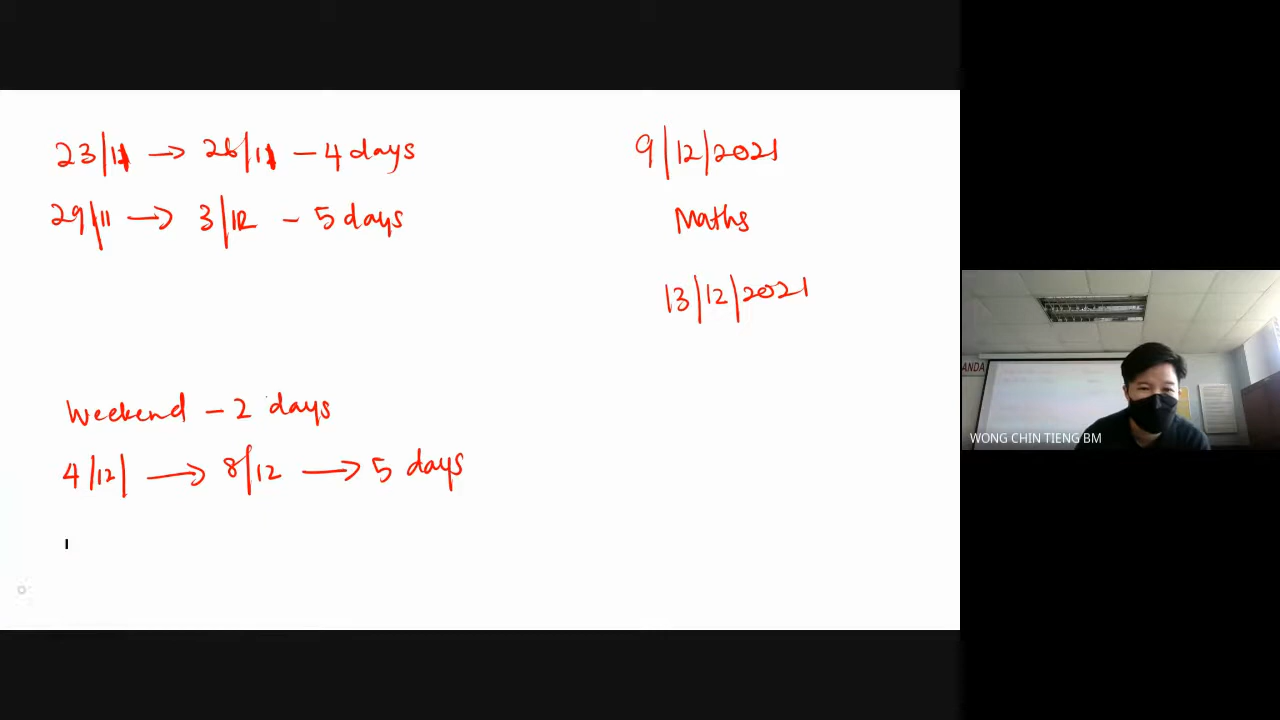 23/11 → 26/11 – 4 days
29/11 → 3/12 – 5 days
Weekend – 2 days
4/12/ → 8/12 → 5 days
9/12/2021
Maths
13/12/2021
ANDA
WONG CHIN TIENG BM